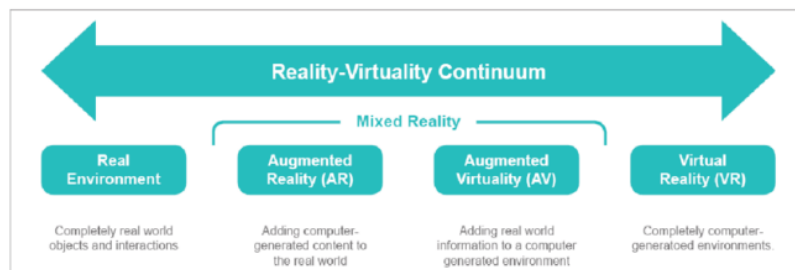 Reality-Virtuality Continuum
Mixed Reality
Real
Environment
Augmented
Reality (AR)
Augmented
Virtuality (AV)
Virtual
Reality (VR)
Completely real world
objects and interactions
Adding computer-
generated content to
the real world
Adding real world
information to a computer
generated environment
Completely computer-
generatoed environments.